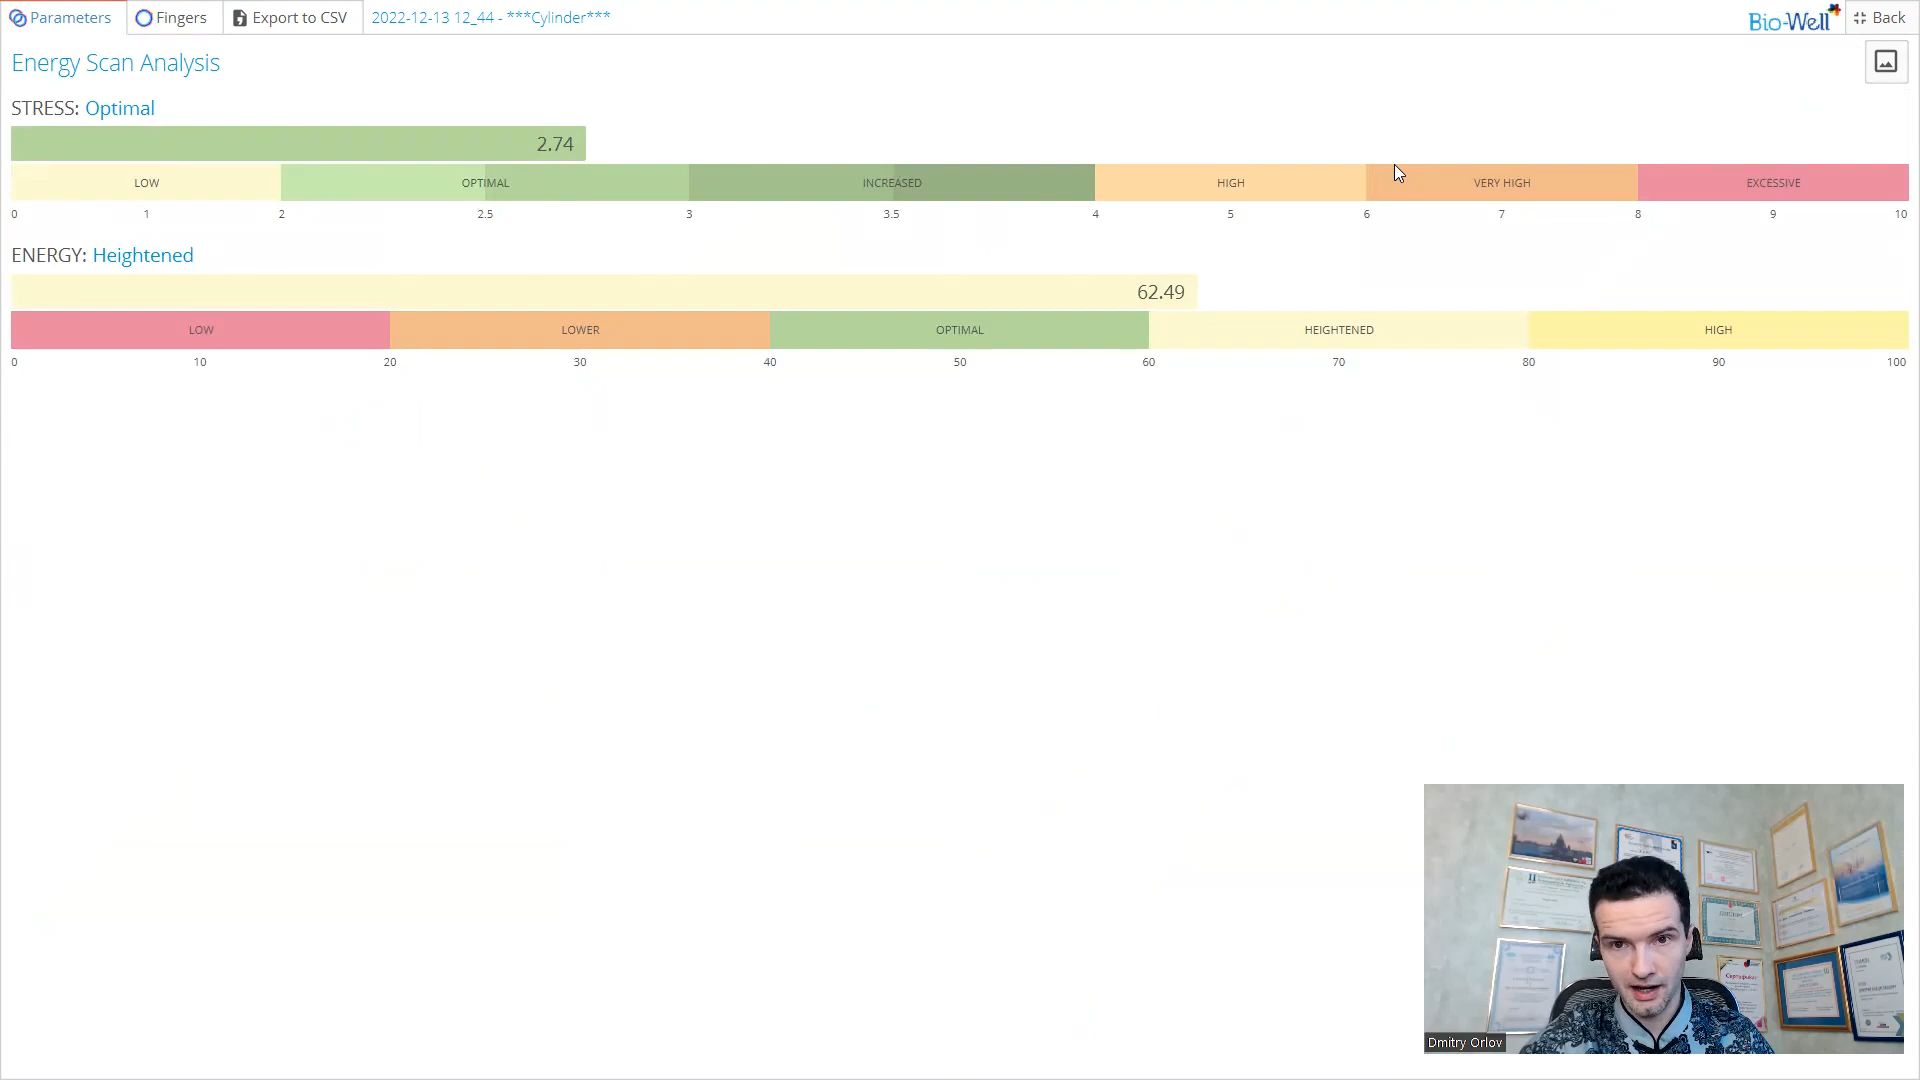 Parameters Fingers Export to CSV 2022-12-13 12_44 - ***Cylinder*** Bio-Well Back
Energy Scan Analysis
STRESS: Optimal
2.74
LOW OPTIMAL INCREASED HIGH VERY HIGH EXCESSIVE
0 1 2 2.5 3 3.5 4 5 6 7 8 9 10
ENERGY: Heightened
62.49
LOW LOWER OPTIMAL HEIGHTENED HIGH
0 10 20 30 40 50 60 70 80 90 100
Dmitry Orlov